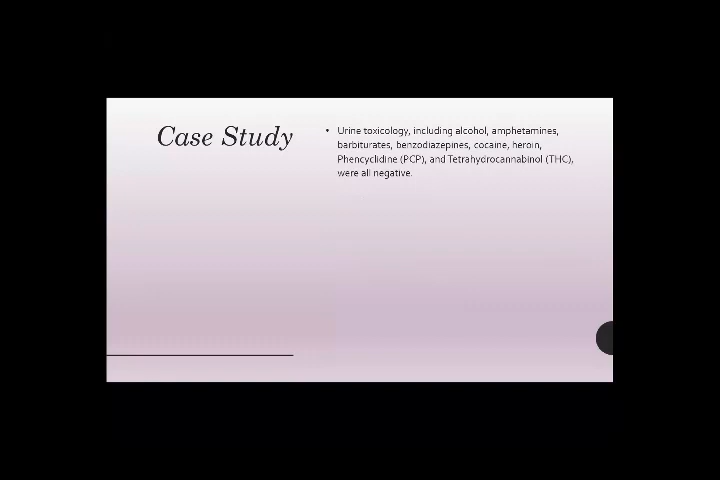 Case Study
• Urine toxicology, including alcohol, amphetamines,
barbiturates, benzodiazepines, cocaine, heroin,
Phencyclidine (PCP), and Tetrahydrocannabinol (THC),
were all negative.